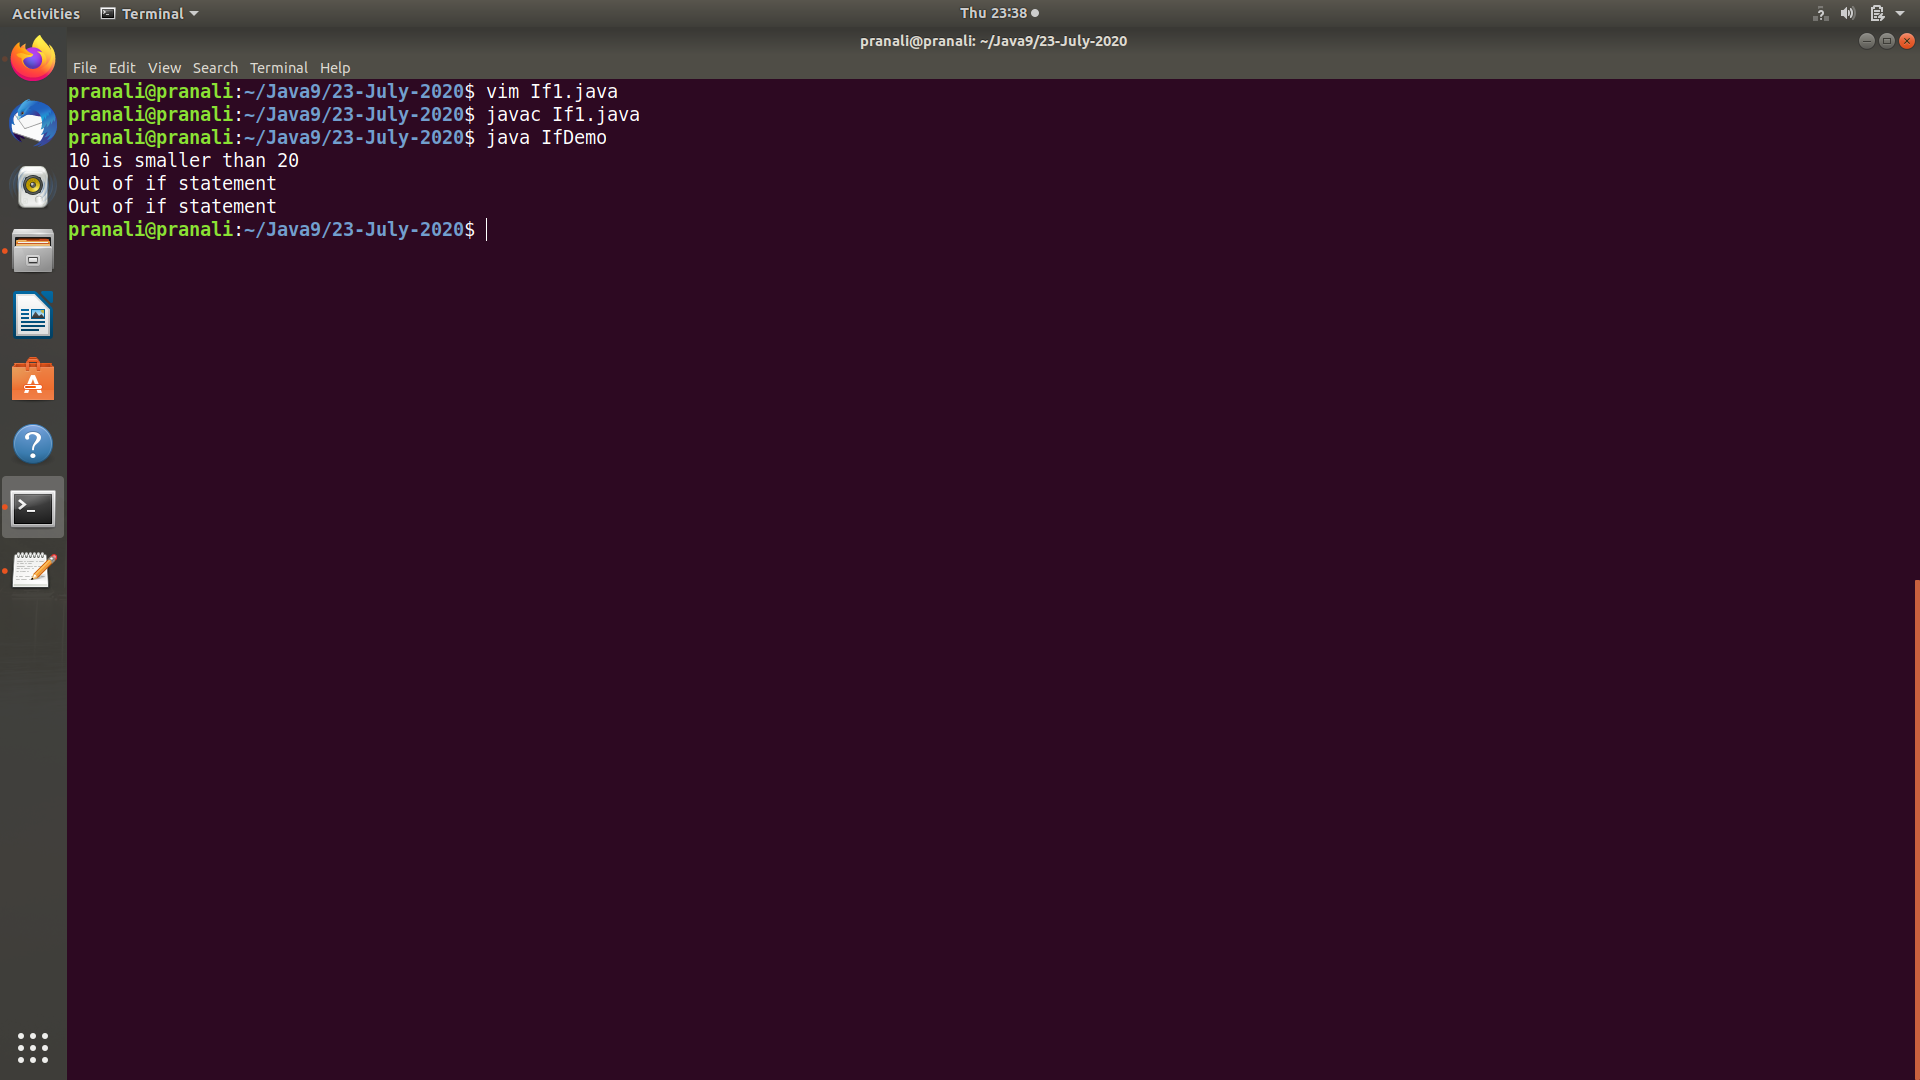 Activities Terminal Thu 23:38
pranali@pranali: ~/Java9/23-July-2020
File Edit View Search Terminal Help
pranali@pranali:~/Java9/23-July-2020$ vim If1.java
pranali@pranali:~/Java9/23-July-2020$ javac If1.java
pranali@pranali:~/Java9/23-July-2020$ java IfDemo
10 is smaller than 20
Out of if statement
Out of if statement
pranali@pranali:~/Java9/23-July-2020$